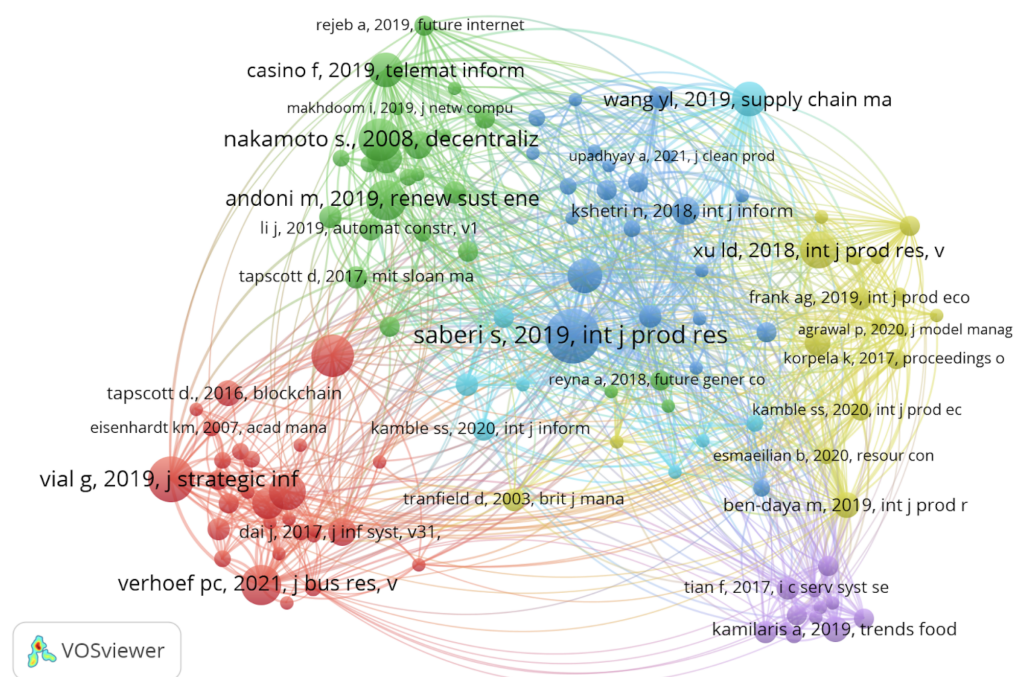 rejeb a, 2019, future internet
casino f, 2019, telemat inform
wang yl, 2019, supply chain ma
makhdoom i, 2019, j netw compu
nakamoto s., 2008, decentraliz
upadhyay a, 2021, j clean prod
andoni m, 2019, renew sust ene
kshetri n, 2018, int j inform
li j, 2019, automat constr, v1
xu ld, 2018, int j prod res, v
tapscott d, 2017, mit sloan ma
frank ag, 2019, int j prod eco
saberi s, 2019, int j prod res
agrawal p, 2020, j model manag
korpela k, 2017, proceedings o
reyna a, 2018, future gener co
tapscott d., 2016, blockchain
kamble ss, 2020, int j prod ec
eisenhardt km, 2007, acad mana
kamble ss, 2020, int j inform
esmaeilian b, 2020, resour con
vial g, 2019, j strategic inf
tranfield d, 2003, brit j mana
ben-daya m, 2019, int j prod r
dai j, 2017, j inf syst, v31,
verhoef pc, 2021, j bus res, v
tian f, 2017, i c serv syst se
kamilaris a, 2019, trends food
VOSviewer